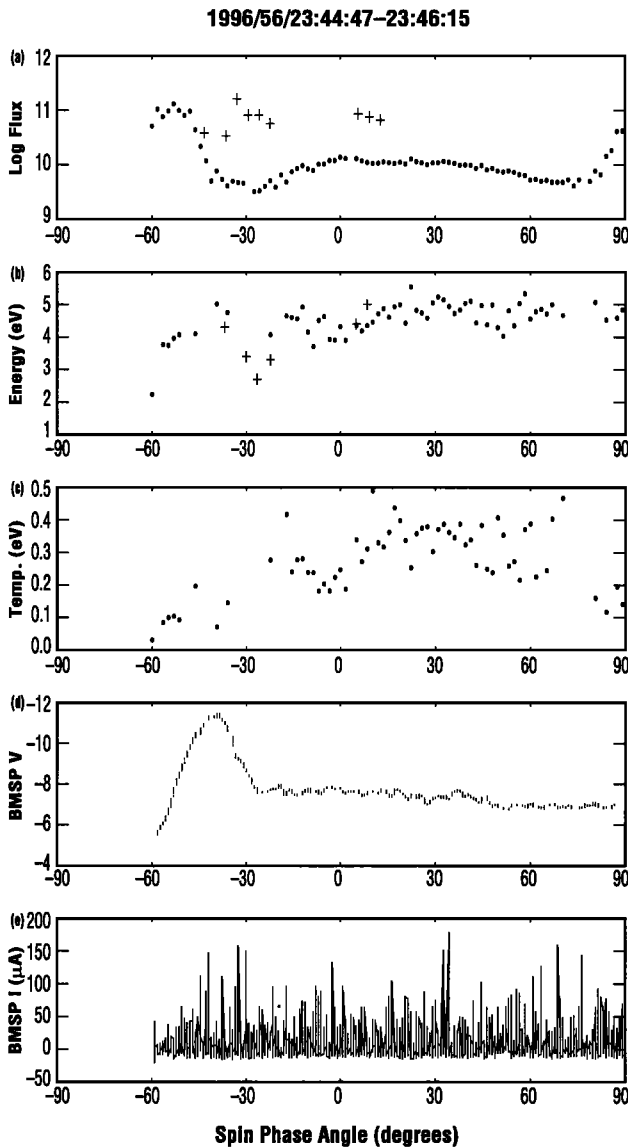 1996/56/23:44:47–23:46:15
(a)
12
11
10
9
Log Flux
–90 –60 –30 0 30 60 90
(b)
6
5
4
3
2
1
Energy (eV)
–90 –60 –30 0 30 60 90
(c)
0.5
0.4
0.3
0.2
0.1
0.0
Temp. (eV)
–90 –60 –30 0 30 60 90
(d)
–12
–10
–8
–6
–4
BMSP V
–90 –60 –30 0 30 60 90
(e)
200
150
100
50
0
–50
BMSP I (μA)
–90 –60 –30 0 30 60 90
Spin Phase Angle (degrees)